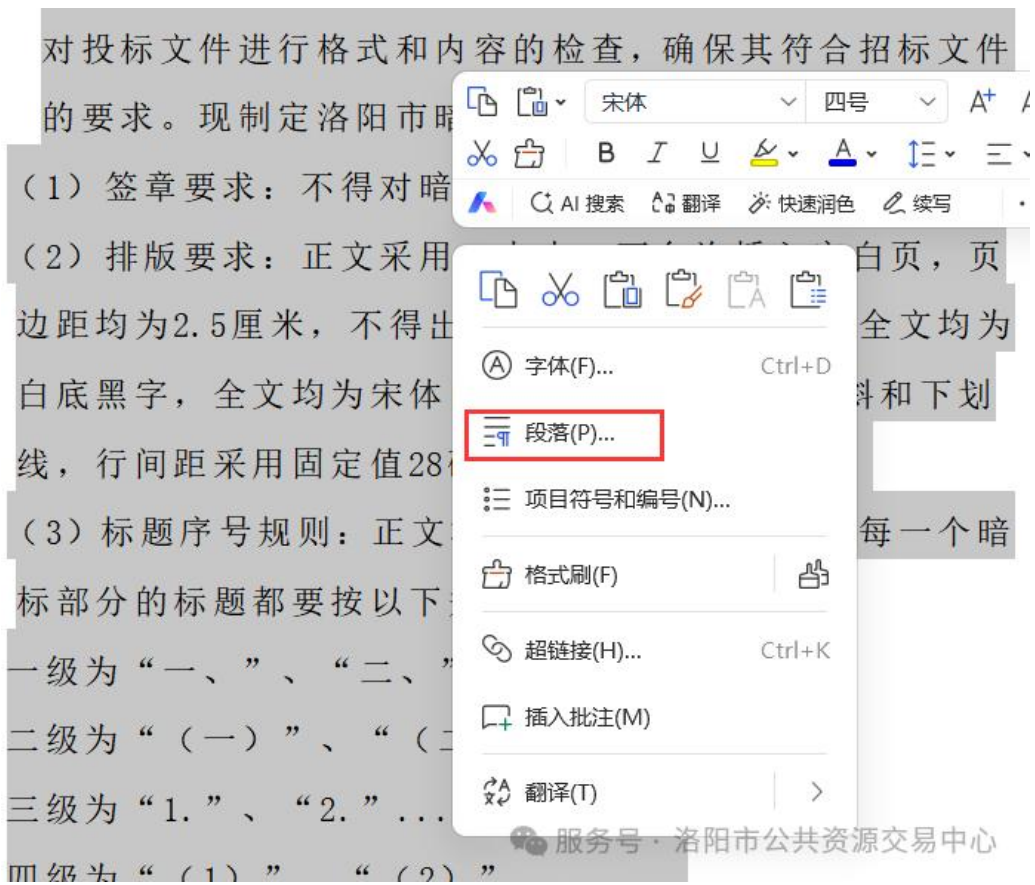 对投标文件进行格式和内容的检查，确保其符合招标文件
的要求。现制定洛阳市暗
宋体 四号 A+
B I U A
AI 搜索 翻译 快速润色 续写
（1）签章要求：不得对暗
（2）排版要求：正文采用
白页，页
边距均为2.5厘米，不得出
全文均为
白底黑字，全文均为宋体
和下划
线，行间距采用固定值28
（3）标题序号规则：正文
每一个暗
标部分的标题都要按以下
一级为“一、”、“二、”
二级为“（一）”、“（二
三级为“1.”、“2.”...
四级为“（1）”、“（2）”
字体(F)... Ctrl+D
段落(P)...
项目符号和编号(N)...
格式刷(F)
超链接(H)... Ctrl+K
插入批注(M)
翻译(T)
服务号 · 洛阳市公共资源交易中心